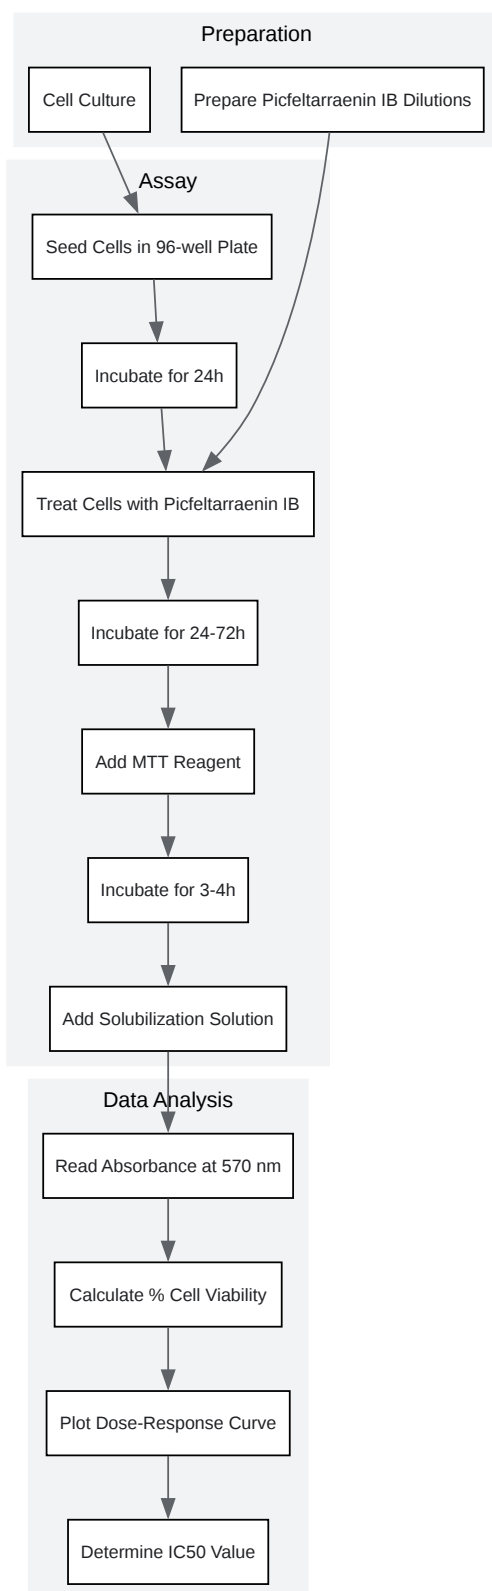 Preparation
Cell Culture
Prepare Picfeltarraenin IB Dilutions
Assay
Seed Cells in 96-well Plate
Incubate for 24h
Treat Cells with Picfeltarraenin IB
Incubate for 24-72h
Add MTT Reagent
Incubate for 3-4h
Add Solubilization Solution
Data Analysis
Read Absorbance at 570 nm
Calculate % Cell Viability
Plot Dose-Response Curve
Determine IC50 Value